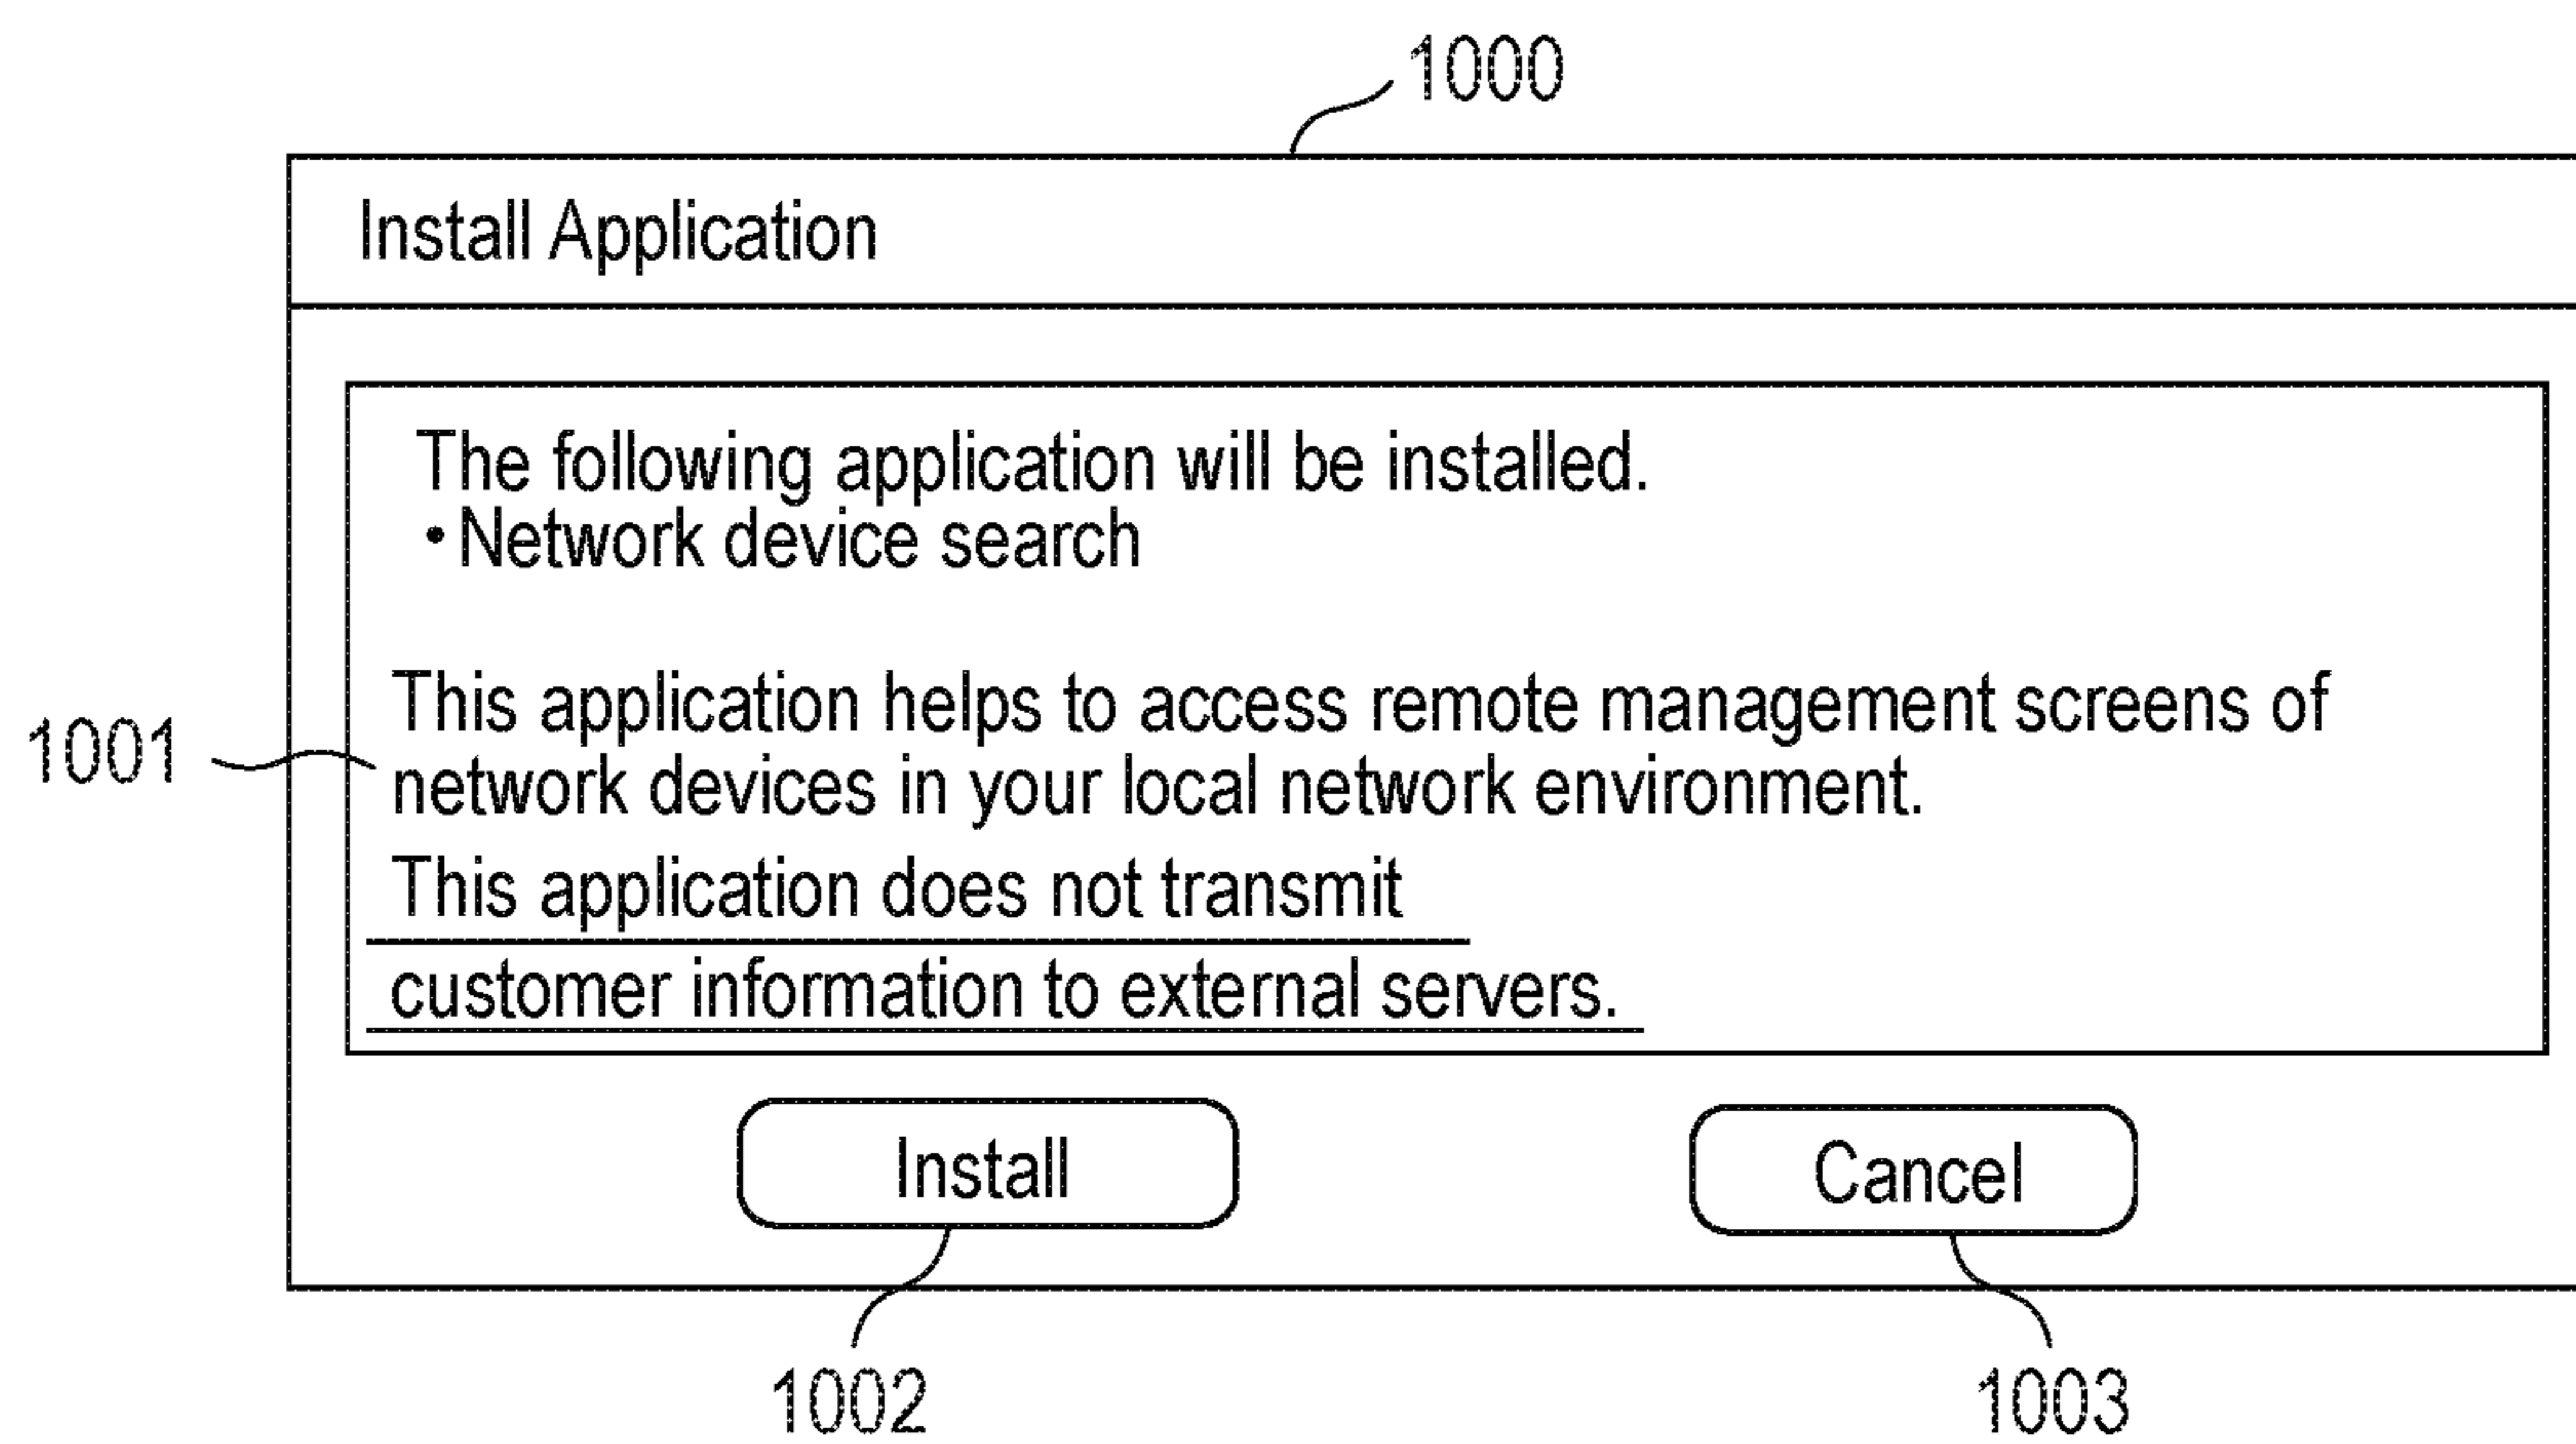 1000
Install Application
The following application will be installed.
• Network device search
This application helps to access remote management screens of
1001
network devices in your local network environment.
This application does not transmit
customer information to external servers.
Install
Cancel
1002
1003